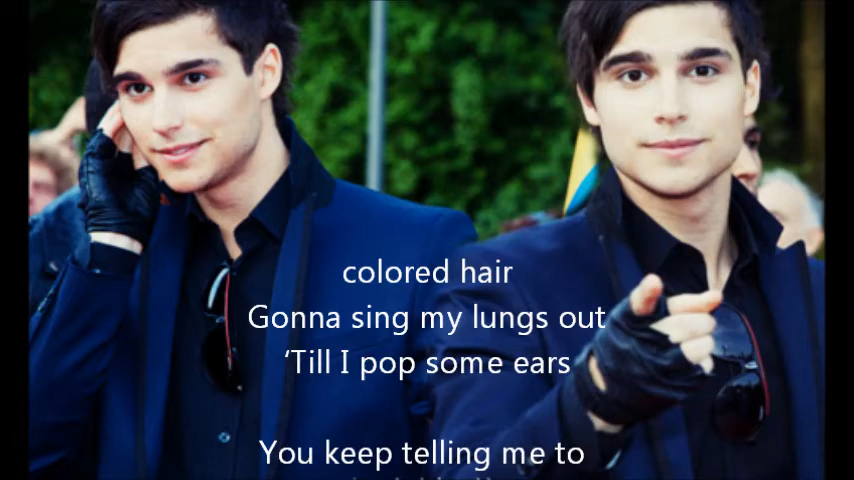 colored hair
Gonna sing my lungs out
‘Till I pop some ears
You keep telling me to